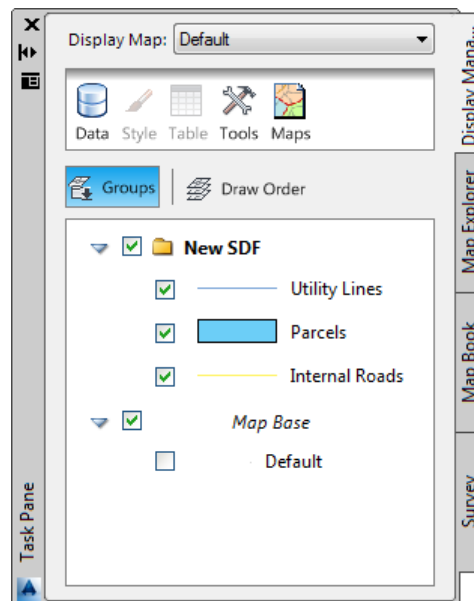 Display Map: Default
Data Style Table Tools Maps
Groups Draw Order
New SDF
Utility Lines
Parcels
Internal Roads
Map Base
Default
Task Pane
Display Mana...
Map Explorer
Map Book
Survey